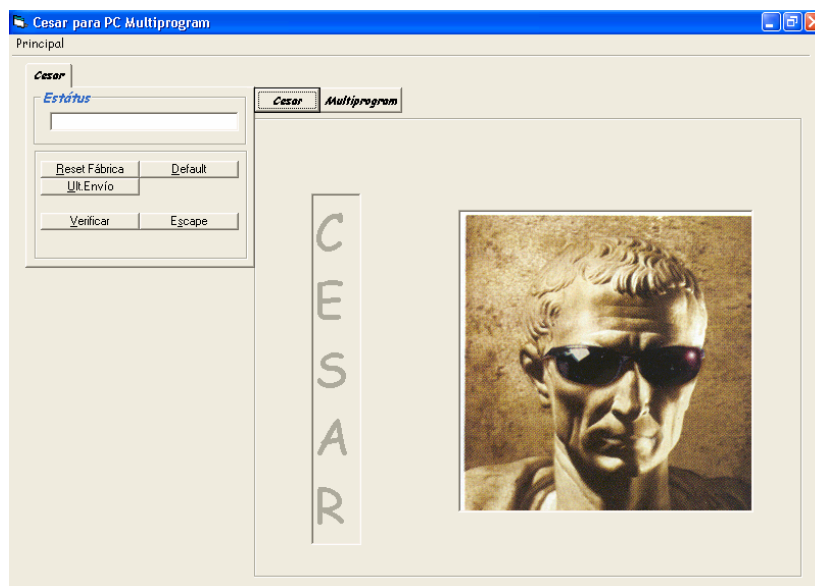 Cesar para PC Multiprogram
Principal
Cesar
Estátus
Reset Fábrica Default
Ult.Envío
Verificar Escape
Cesar Multiprogram
C
E
S
A
R